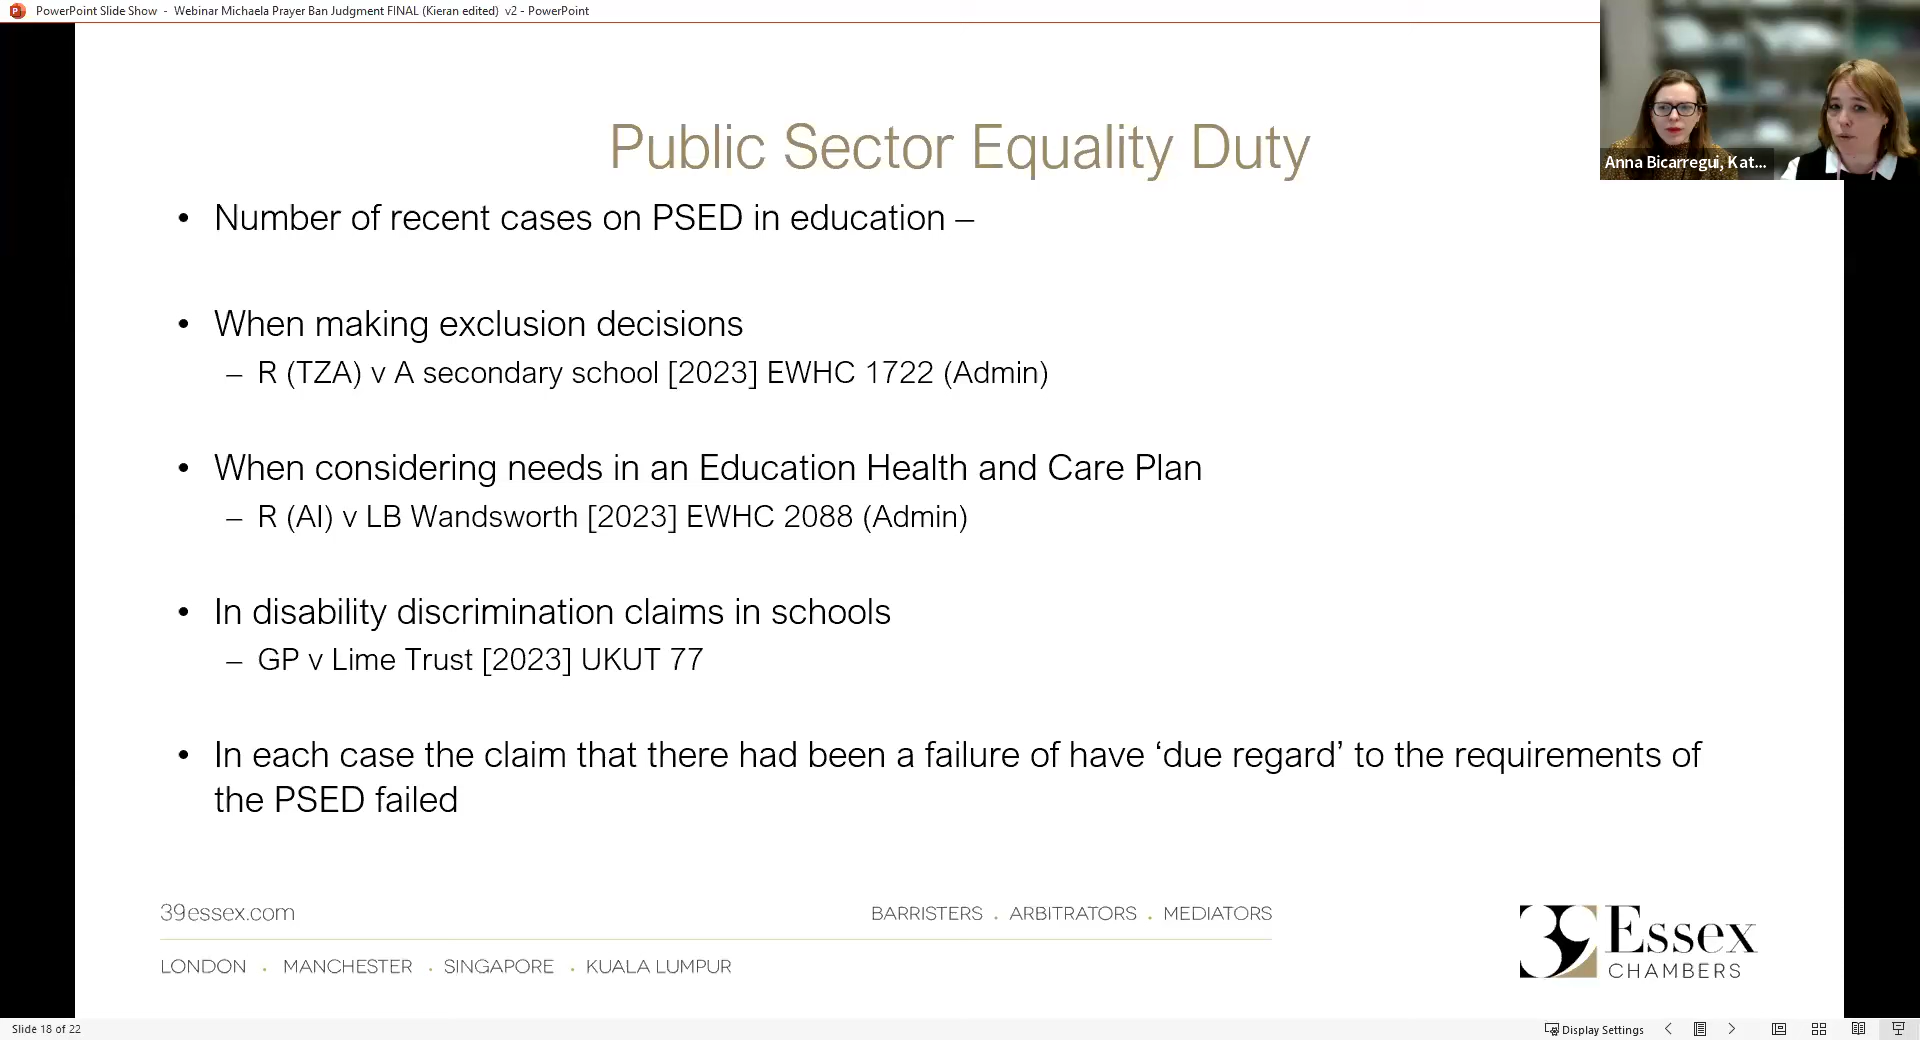 PowerPoint Slide Show - Webinar Michaela Prayer Ban Judgment FINAL (Kieran edited) v2 - PowerPoint
Anna Bicarregui, Kat...
Public Sector Equality Duty
• Number of recent cases on PSED in education –
• When making exclusion decisions
– R (TZA) v A secondary school [2023] EWHC 1722 (Admin)
• When considering needs in an Education Health and Care Plan
– R (AI) v LB Wandsworth [2023] EWHC 2088 (Admin)
• In disability discrimination claims in schools
– GP v Lime Trust [2023] UKUT 77
• In each case the claim that there had been a failure of have ‘due regard’ to the requirements of
the PSED failed
39essex.com
BARRISTERS . ARBITRATORS . MEDIATORS
LONDON . MANCHESTER . SINGAPORE . KUALA LUMPUR
39 Essex
CHAMBERS
Slide 18 of 22
Display Settings